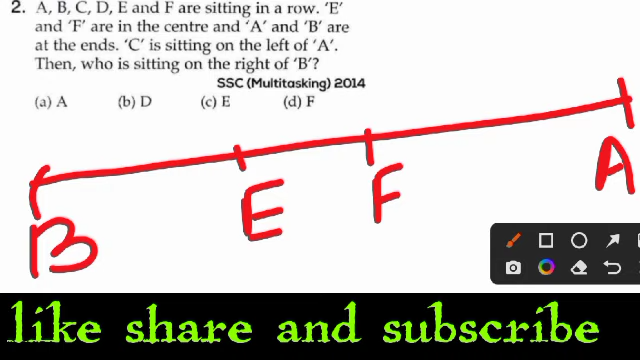 2. A, B, C, D, E and F are sitting in a row. ‘E’
and ‘F’ are in the centre and ‘A’ and ‘B’ are
at the ends. ‘C’ is sitting on the left of ‘A’.
Then, who is sitting on the right of ‘B’?
SSC (Multitasking) 2014
(a) A (b) D (c) E (d) F
B E F A
like share and subscribe